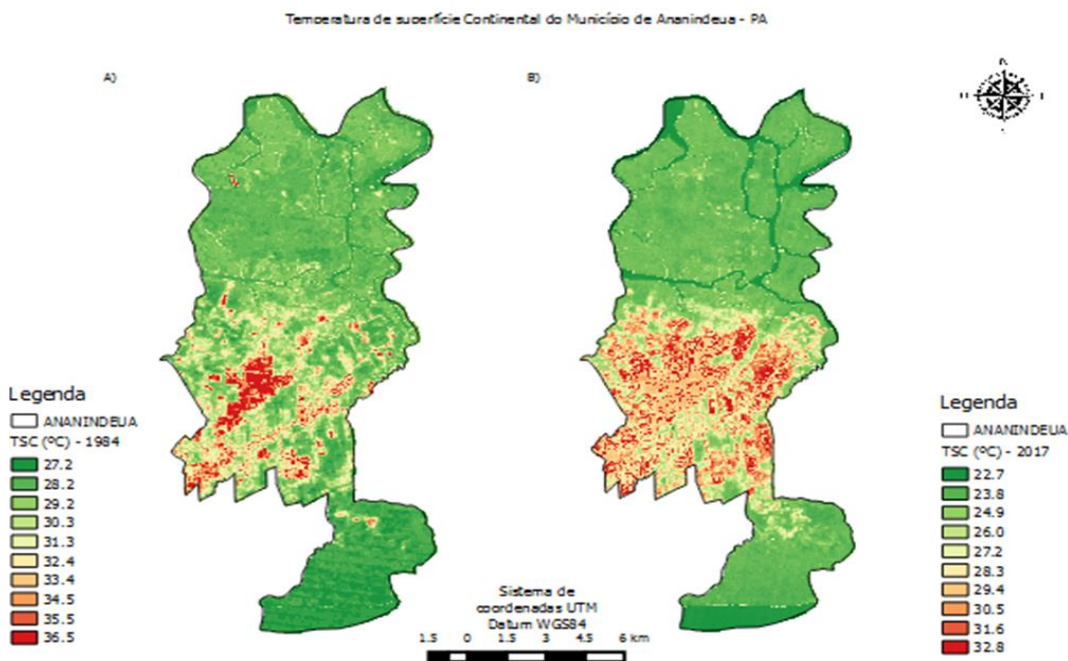 Temperatura de superfície Continental do Município de Ananindeua - PA
A)
B)
Legenda
ANANINDEUA
TSC (ºC) - 1984
27.2
28.2
29.2
30.3
31.3
32.4
33.4
34.5
35.5
36.5
Sistema de
coordenadas UTM
Datum WGS84
1.5 0 1.5 3 4.5 6 km
Legenda
ANANINDEUA
TSC (ºC) - 2017
22.7
23.8
24.9
26.0
27.2
28.3
29.4
30.5
31.6
32.8